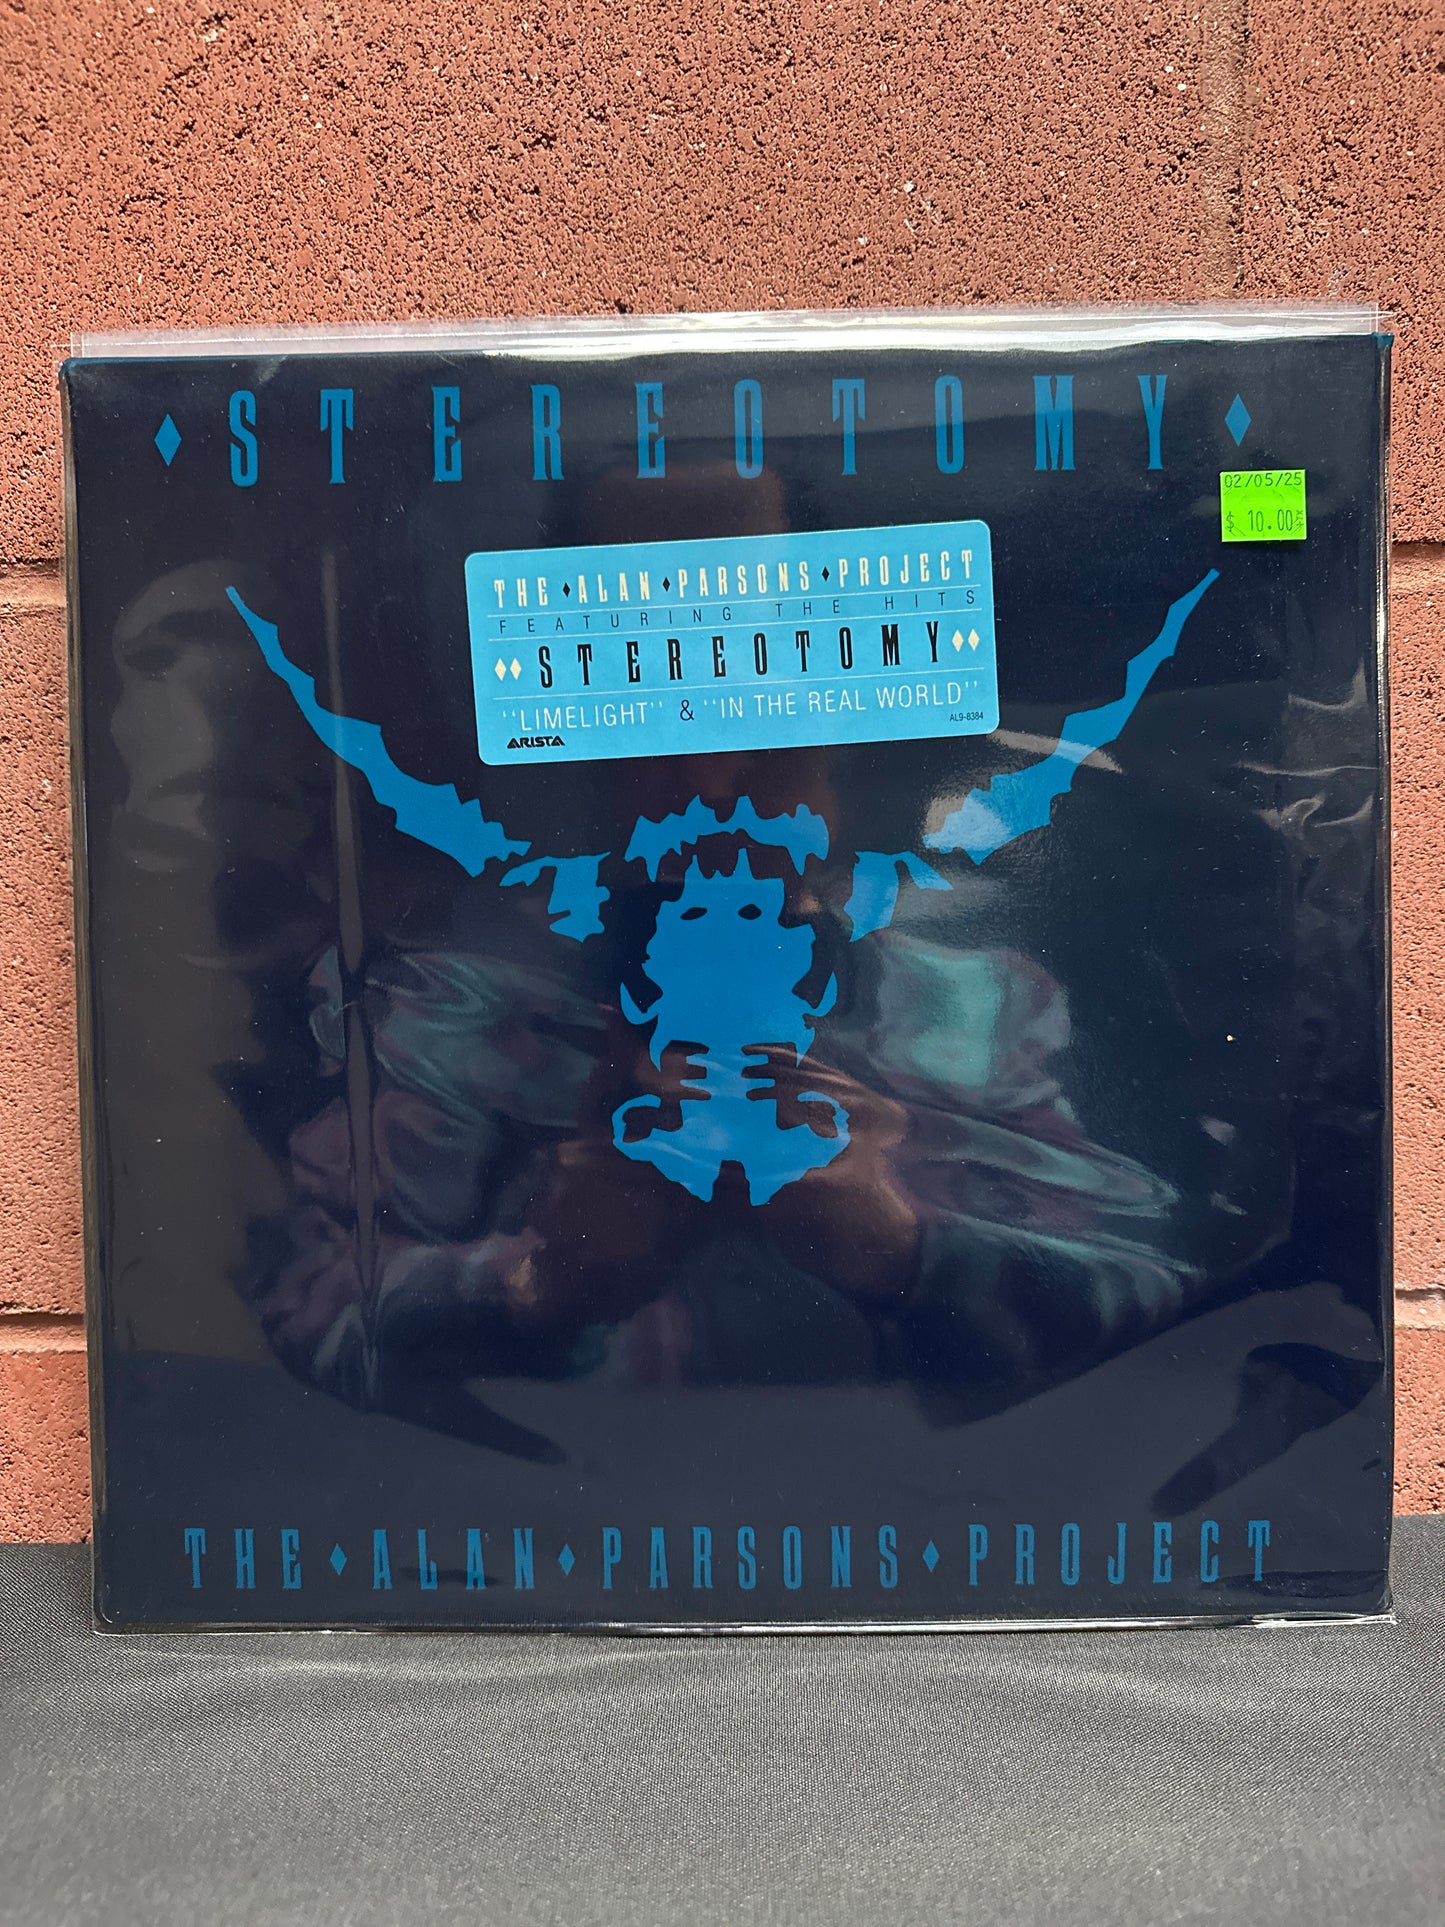 ♦STEREOTOMY♦
02/05/25
$ 10.00
THE♦ALAN♦PARSONS♦PROJECT
FEATURING THE HITS
♦♦STEREOTOMY♦♦
"LIMELIGHT" & "IN THE REAL WORLD"
ARISTA
AL9-8384
THE♦ALAN♦PARSONS♦PROJECT